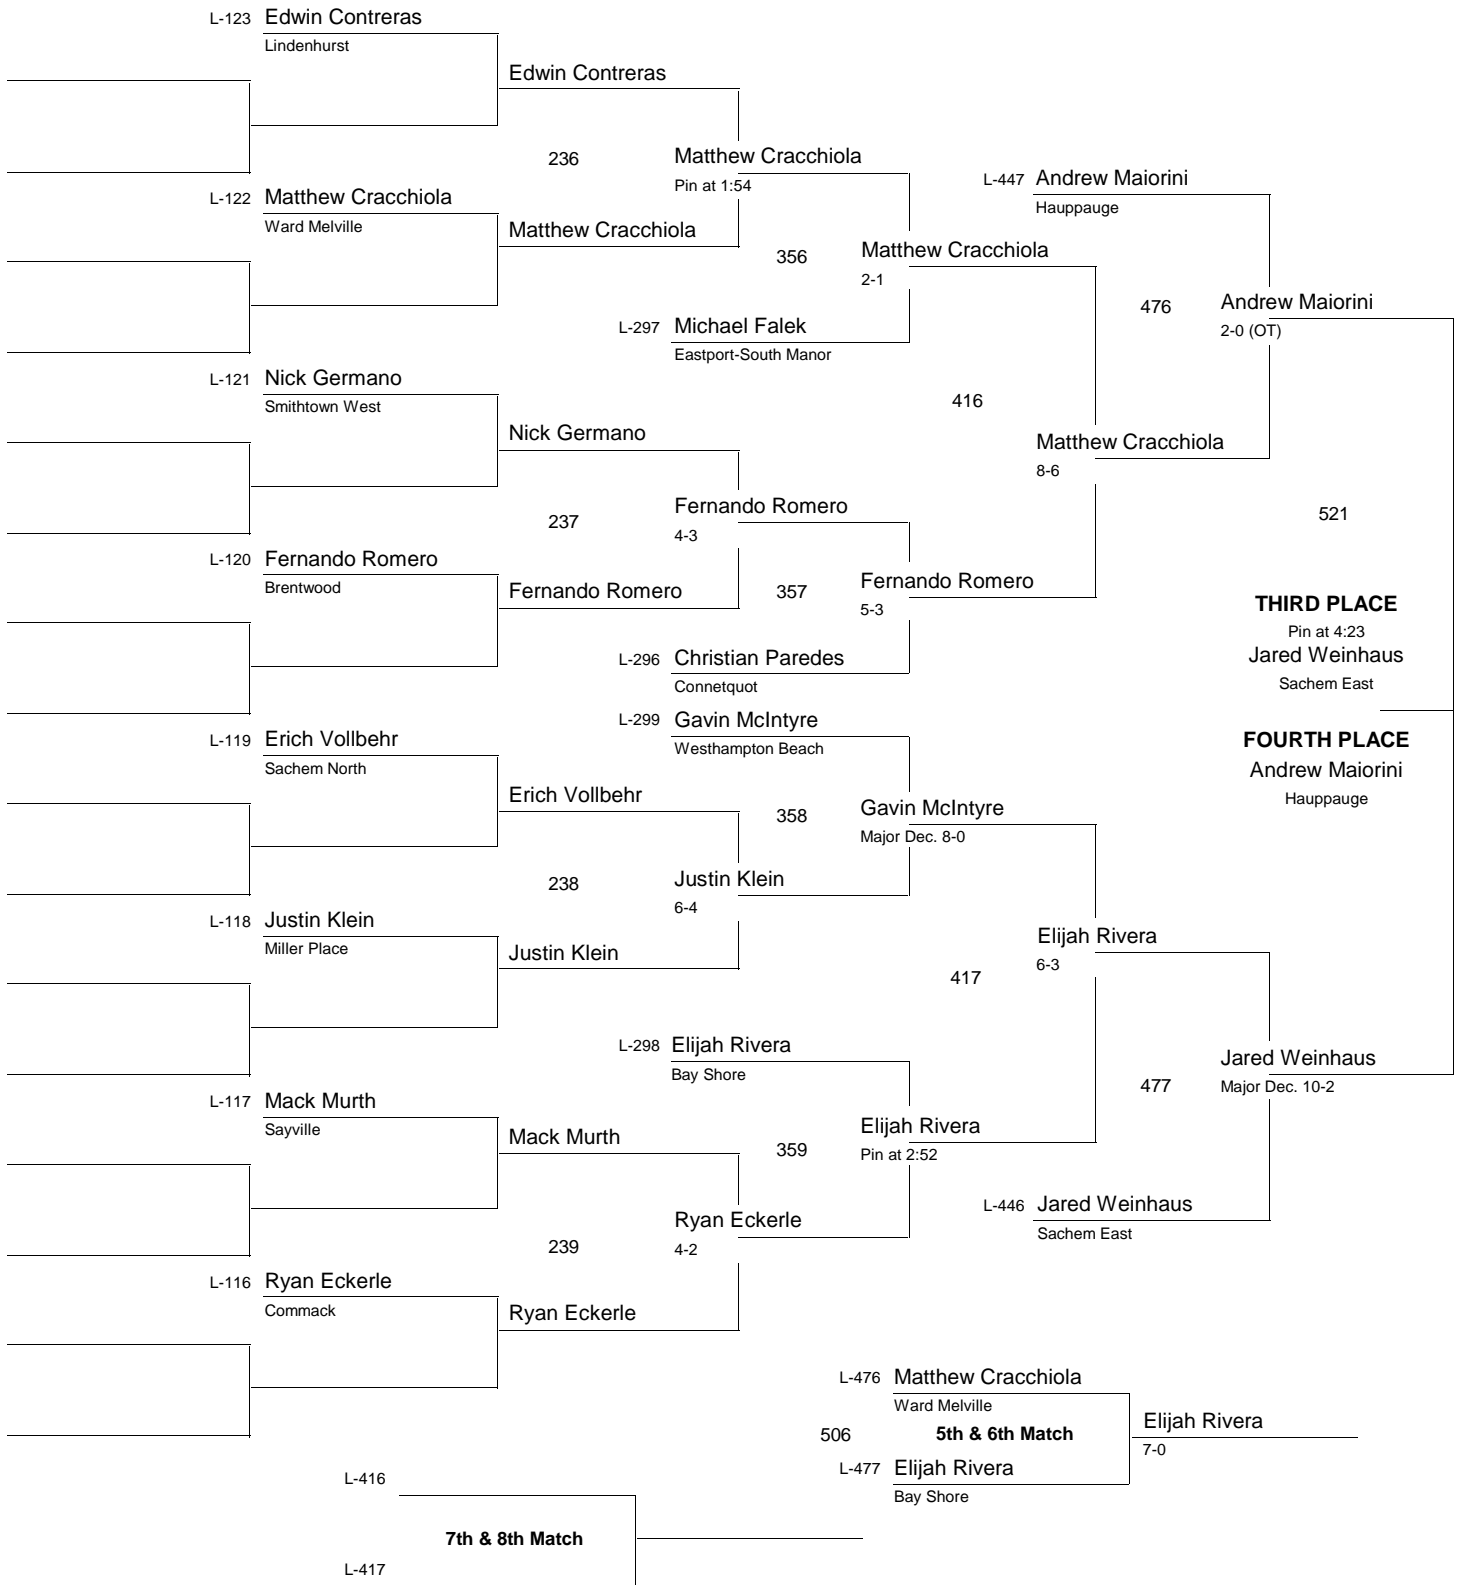 L-123 Edwin Contreras
Lindenhurst
Edwin Contreras
236
Matthew Cracchiola
Pin at 1:54
L-122 Matthew Cracchiola
Ward Melville
Matthew Cracchiola
356
Matthew Cracchiola
2-1
L-297 Michael Falek
Eastport-South Manor
L-447 Andrew Maiorini
Hauppauge
476
Andrew Maiorini
2-0 (OT)
L-121 Nick Germano
Smithtown West
Nick Germano
416
Matthew Cracchiola
8-6
237
Fernando Romero
4-3
L-120 Fernando Romero
Brentwood
Fernando Romero
357
Fernando Romero
5-3
L-296 Christian Paredes
Connetquot
521
THIRD PLACE
Pin at 4:23
Jared Weinhaus
Sachem East
FOURTH PLACE
Andrew Maiorini
Hauppauge
L-299 Gavin McIntyre
Westhampton Beach
L-119 Erich Vollbehr
Sachem North
Erich Vollbehr
358
Gavin McIntyre
Major Dec. 8-0
238
Justin Klein
6-4
L-118 Justin Klein
Miller Place
Justin Klein
417
Elijah Rivera
6-3
L-298 Elijah Rivera
Bay Shore
477
Jared Weinhaus
Major Dec. 10-2
L-117 Mack Murth
Sayville
Mack Murth
359
Elijah Rivera
Pin at 2:52
239
Ryan Eckerle
4-2
L-446 Jared Weinhaus
Sachem East
L-116 Ryan Eckerle
Commack
Ryan Eckerle
L-476 Matthew Cracchiola
Ward Melville
506
5th & 6th Match
Elijah Rivera
7-0
L-477 Elijah Rivera
Bay Shore
L-416
7th & 8th Match
L-417